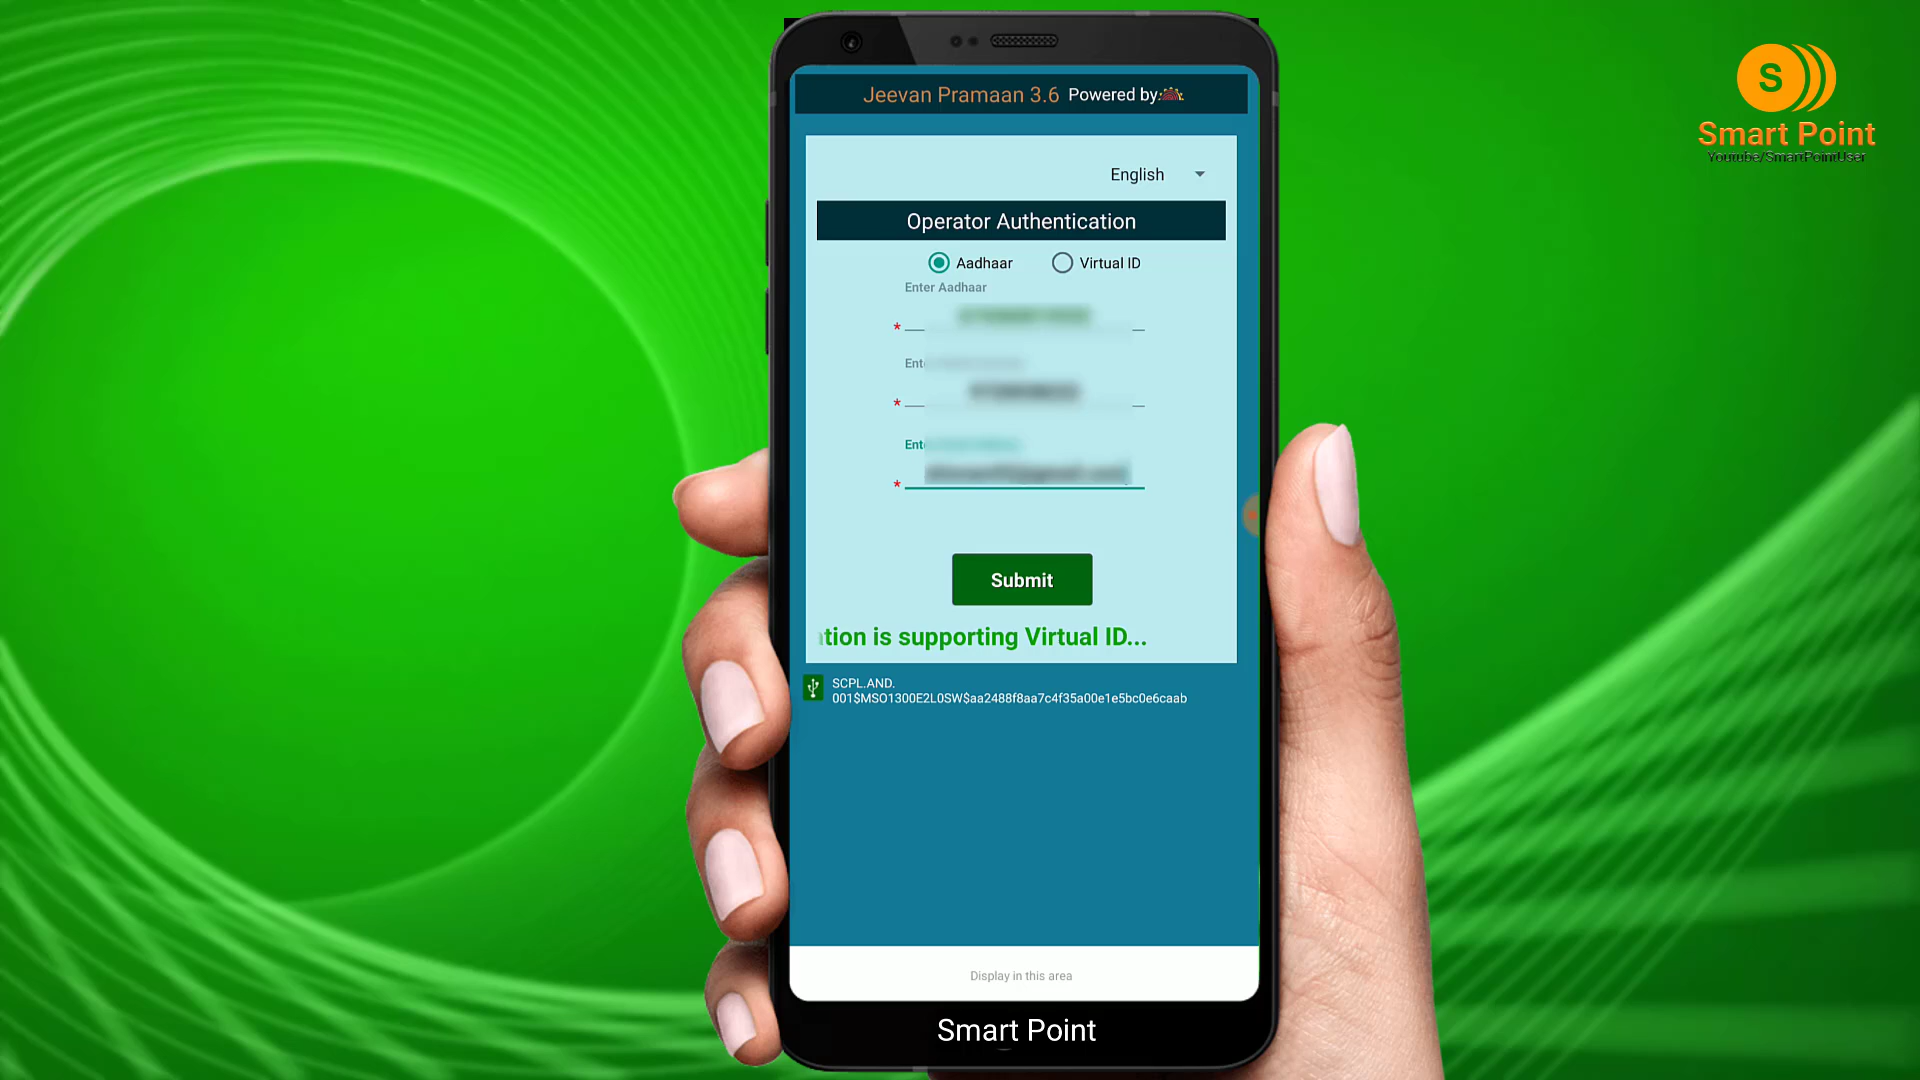 S
Smart Point
Youtube/SmartPointUser
Jeevan Pramaan 3.6 Powered by:
English
Operator Authentication
Aadhaar
Virtual ID
Enter Aadhaar
*
*
*
Submit
tion is supporting Virtual ID...
SCPL.AND.
001$MSO1300E2L0SW$aa2488f8aa7c4f35a00e1e5bc0e6caab
Display in this area
Smart Point